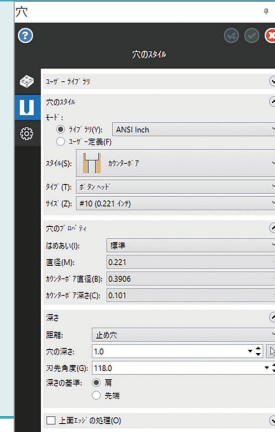 穴
穴のスタイル
ユーザー ライブラリ
穴のスタイル
モード:
ライブラリ(Y): ANSI Inch
ユーザー定義(F)
スタイル(S): カウンターボア
タイプ(T): ボタンヘッド
サイズ(Z): #10 (0.221 インチ)
穴のプロパティ
はめあい(I): 標準
直径(M): 0.221
カウンターボア直径(B): 0.3906
カウンターボア深さ(C): 0.101
深さ
距離: 止め穴
穴の深さ: 1.0
刃先角度(G): 118.0
深さの基準: 肩
先端
上面エッジの処理(O)